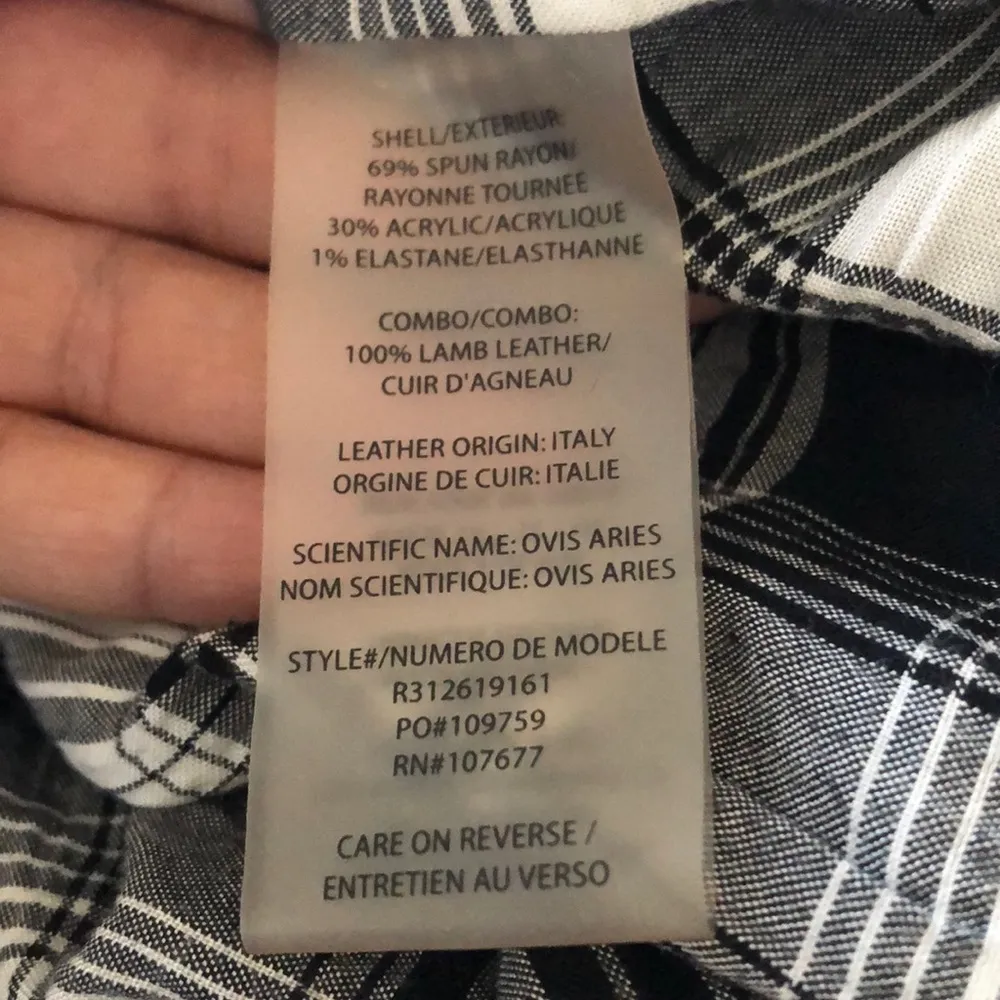 SHELL/EXTERIEUR:
69% SPUN RAYON/
RAYONNE TOURNEE
30% ACRYLIC/ACRYLIQUE
1% ELASTANE/ELASTHANNE
COMBO/COMBO:
100% LAMB LEATHER/
CUIR D'AGNEAU
LEATHER ORIGIN: ITALY
ORGINE DE CUIR: ITALIE
SCIENTIFIC NAME: OVIS ARIES
NOM SCIENTIFIQUE: OVIS ARIES
STYLE#/NUMERO DE MODELE
R312619161
PO#109759
RN#107677
CARE ON REVERSE /
ENTRETIEN AU VERSO